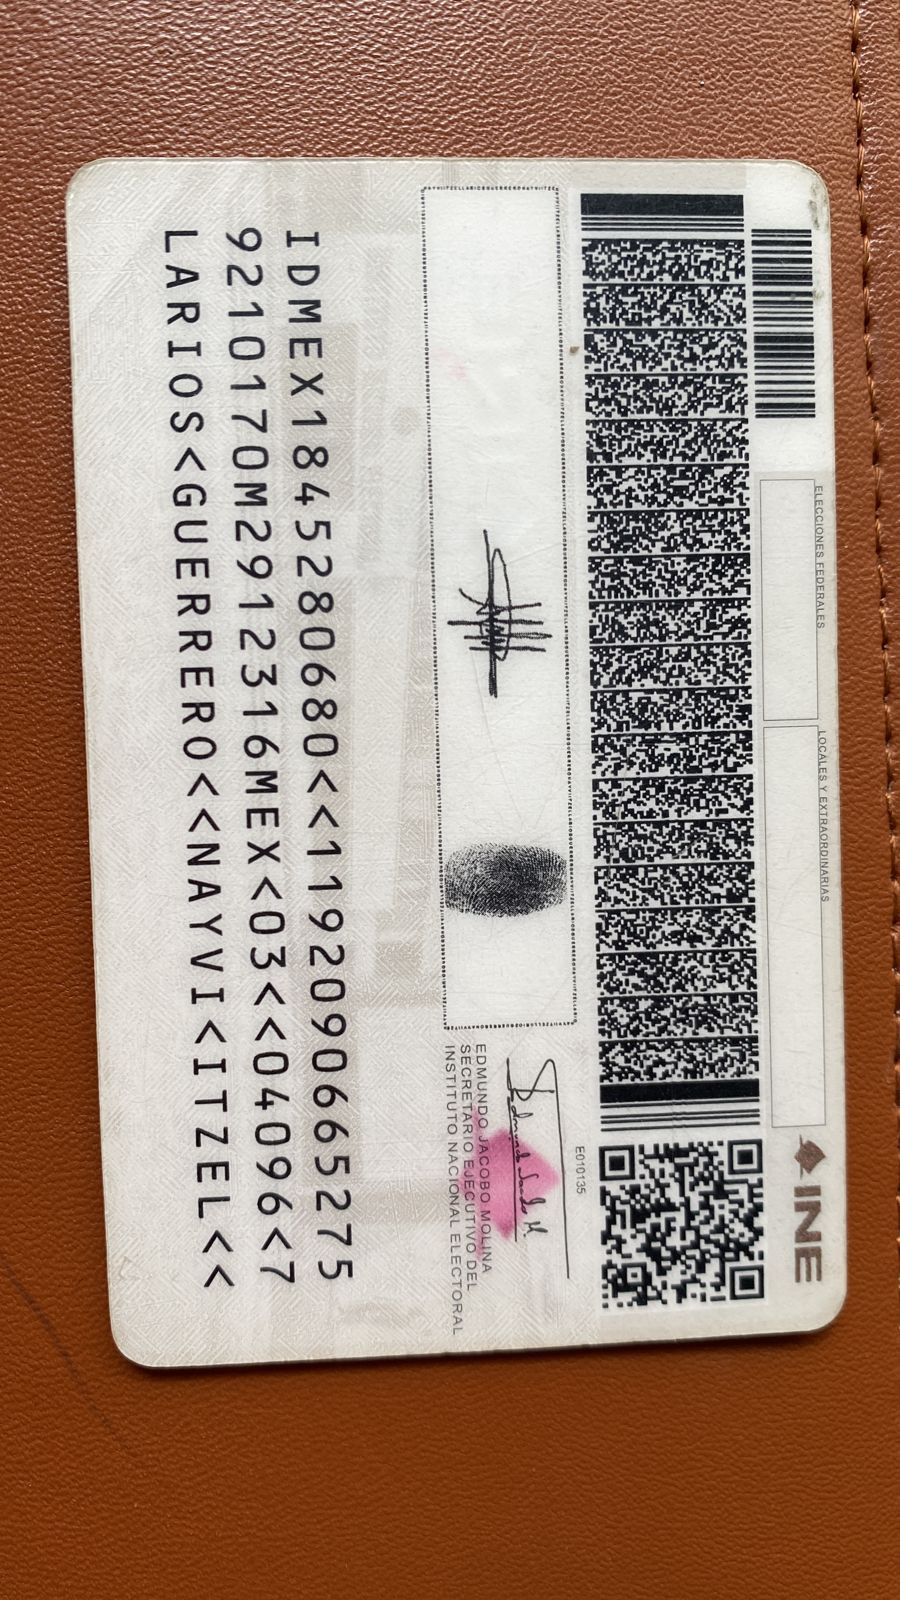 ELECCIONES FEDERALES
LOCALES Y EXTRAORDINARIAS
INE
E010135
EDMUNDO JACOBO MOLINA
SECRETARIO EJECUTIVO DEL
INSTITUTO NACIONAL ELECTORAL
IDMEX1845280680<<1192090665275
9210170M2912316MEX<03<<04096<7
LARIOS<GUERRERO<<NAYVI<ITZEL<<